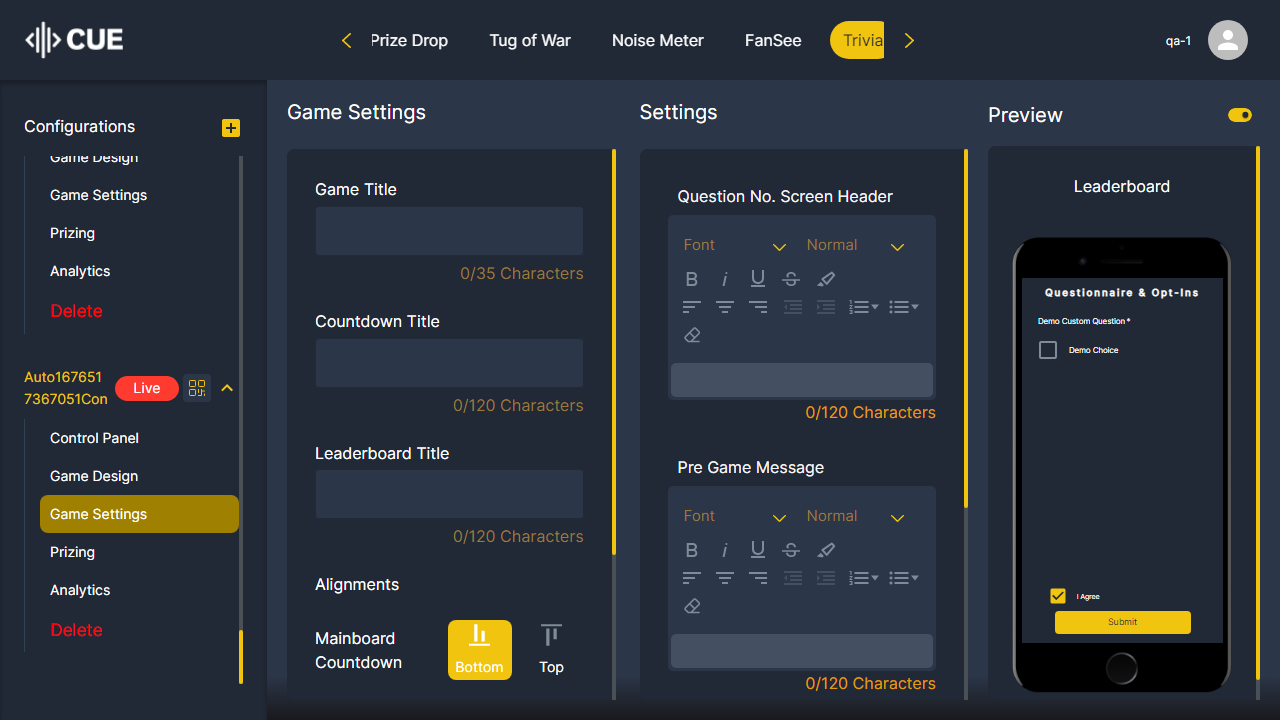 CUE
Prize Drop
Tug of War
Noise Meter
FanSee
Trivia
qa-1
Configurations
Game Design
Game Settings
Prizing
Analytics
Delete
Auto167651
7367051Con
Live
Control Panel
Game Design
Game Settings
Prizing
Analytics
Delete
Game Settings
Game Title
0/35 Characters
Countdown Title
0/120 Characters
Leaderboard Title
0/120 Characters
Alignments
Mainboard
Countdown
Bottom
Top
Settings
Question No. Screen Header
Font
Normal
B i U S
0/120 Characters
Pre Game Message
Font
Normal
B i U S
0/120 Characters
Preview
Leaderboard
Questionnaire & Opt-Ins
Demo Custom Question *
Demo Choice
I Agree
Submit